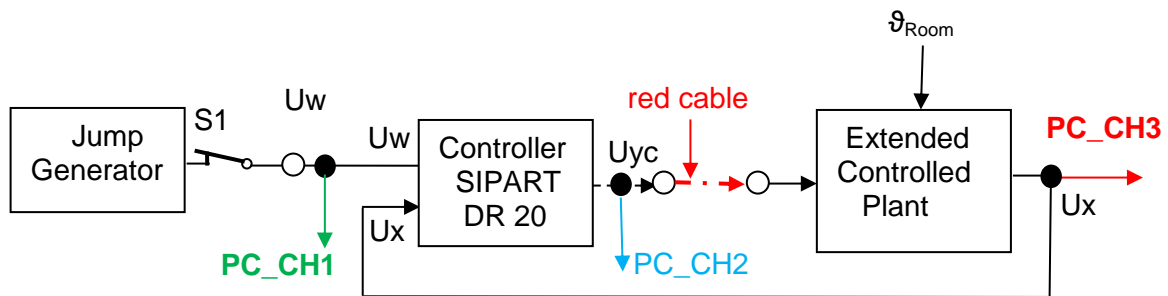 ϑRoom
red cable
Uw
S1
Jump
Generator
Uw
Controller
SIPART
DR 20
Ux
Uyc
Extended
Controlled
Plant
PC_CH3
Ux
PC_CH1
PC_CH2